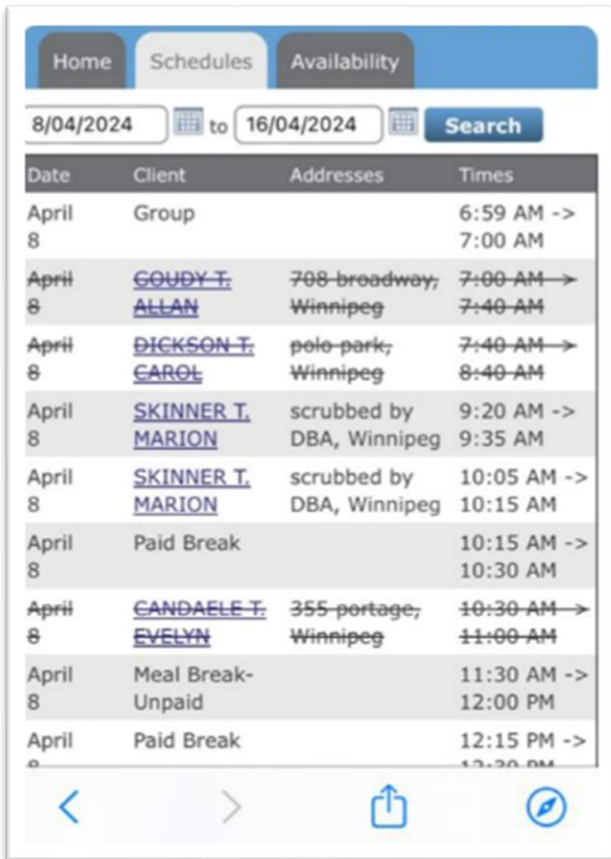 Home Schedules Availability
8/04/2024 to 16/04/2024 Search
Date Client Addresses Times
April Group 6:59 AM ->
8 7:00 AM
April GOUDY T. 708 broadway, 7:00 AM ->
8 ALLAN Winnipeg 7:40 AM
April DICKSON T. polo park, 7:40 AM ->
8 CAROL Winnipeg 8:40 AM
April SKINNER T. scrubbed by 9:20 AM ->
8 MARION DBA, Winnipeg 9:35 AM
April SKINNER T. scrubbed by 10:05 AM ->
8 MARION DBA, Winnipeg 10:15 AM
April Paid Break 10:15 AM ->
8 10:30 AM
April CANDAELE T. 355 portage, 10:30 AM ->
8 EVELYN Winnipeg 11:00 AM
April Meal Break- 11:30 AM ->
8 Unpaid 12:00 PM
April Paid Break 12:15 PM ->
8 12:30 PM